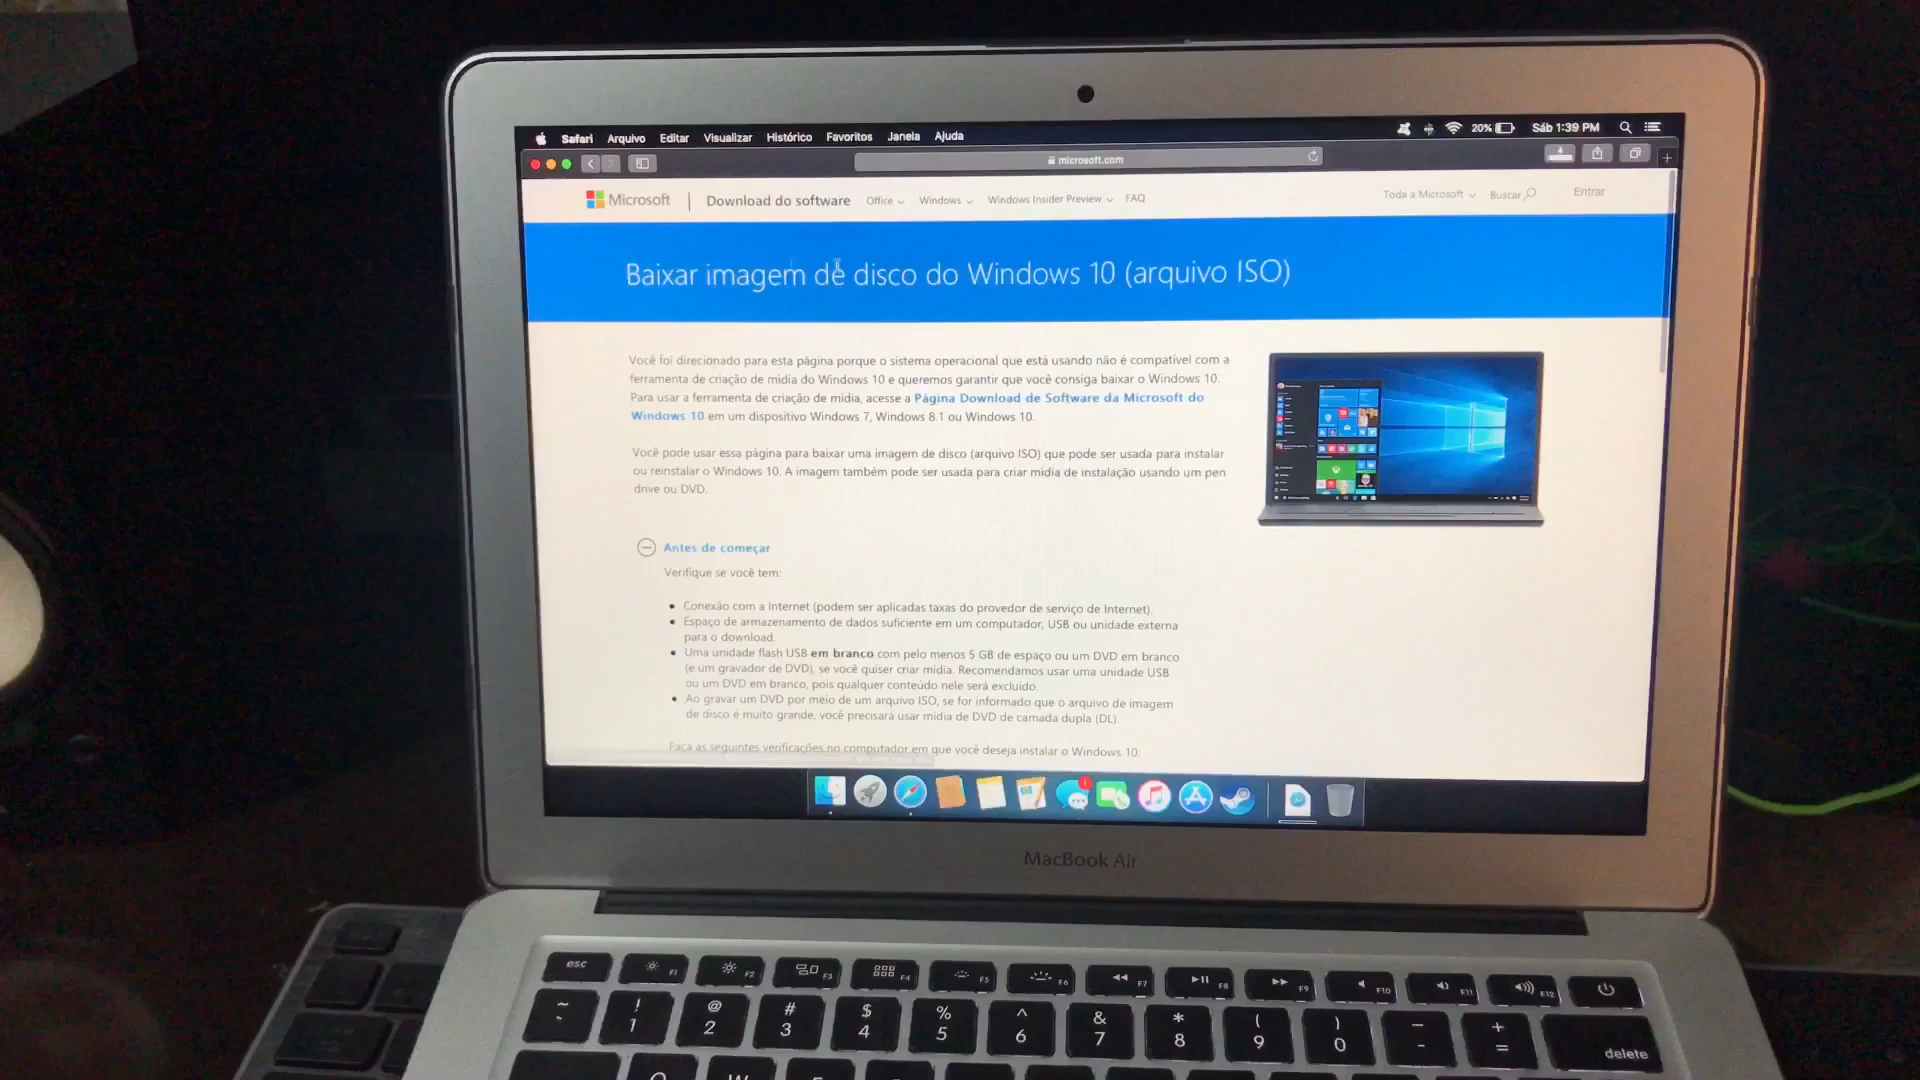 Safari Arquivo Editar Visualizar Histórico Favoritos Janela Ajuda 20% Sáb 1:39 PM
microsoft.com
Microsoft Download do software Office Windows Windows Insider Preview FAQ Toda a Microsoft Buscar Entrar
Baixar imagem de disco do Windows 10 (arquivo ISO)
Você foi direcionado para esta página porque o sistema operacional que está usando não é compatível com a
ferramenta de criação de mídia do Windows 10 e queremos garantir que você consiga baixar o Windows 10.
Para usar a ferramenta de criação de mídia, acesse a Página Download de Software da Microsoft do
Windows 10 em um dispositivo Windows 7, Windows 8.1 ou Windows 10.
Você pode usar essa página para baixar uma imagem de disco (arquivo ISO) que pode ser usada para instalar
ou reinstalar o Windows 10. A imagem também pode ser usada para criar mídia de instalação usando um pen
drive ou DVD.
Antes de começar
Verifique se você tem:
Conexão com a Internet (podem ser aplicadas taxas do provedor de serviço de Internet).
Espaço de armazenamento de dados suficiente em um computador, USB ou unidade externa
para o download.
Uma unidade flash USB em branco com pelo menos 5 GB de espaço ou um DVD em branco
(e um gravador de DVD), se você quiser criar mídia. Recomendamos usar uma unidade USB
ou um DVD em branco, pois qualquer conteúdo nele será excluído.
Ao gravar um DVD por meio de um arquivo ISO, se for informado que o arquivo de imagem
de disco é muito grande, você precisará usar mídia de DVD de camada dupla (DL).
Faça as seguintes verificações no computador em que você deseja instalar o Windows 10:
1
MacBook Air
esc F1 F2 F3 F4 F5 F6 F7 F8 F9 F10 F11 F12
~ ! @ # $ % ^ & * ( ) — +
1 2 3 4 5 6 7 8 9 0 - = delete